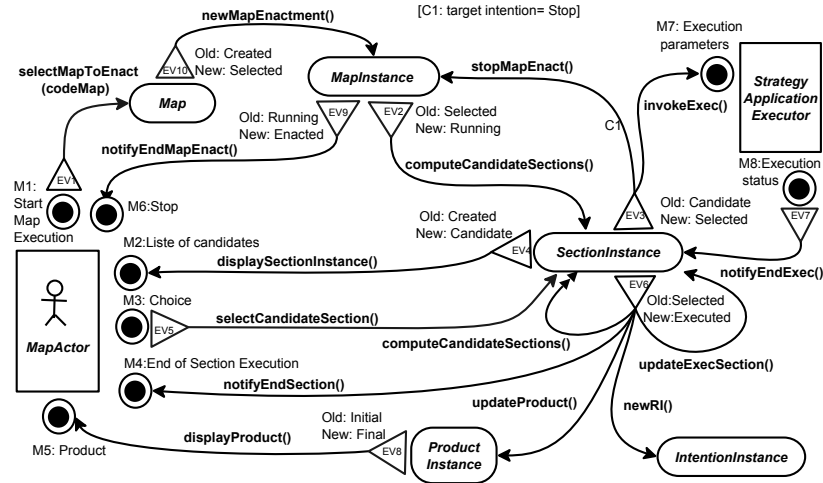 newMapEnactment()
[C1: target intention= Stop]
M7: Execution
parameters
Old: Created
New: Selected
EV10
selectMapToEnact
(codeMap)
Map
MapInstance
stopMapEnact()
Strategy
Application
Executor
invokeExec()
Old: Running
New: Enacted
EV9
EV2
Old: Selected
New: Running
C1
notifyEndMapEnact()
computeCandidateSections()
M8:Execution
status
M1:
Start
Map
Execution
EV1
M6:Stop
Old: Created
New: Candidate
EV3
Old: Candidate
New: Selected
EV7
M2:Liste of candidates
displaySectionInstance()
EV4
SectionInstance
notifyEndExec()
MapActor
M3: Choice
EV5
selectCandidateSection()
EV6
Old:Selected
New:Executed
computeCandidateSections()
M4:End of Section Execution
notifyEndSection()
updateExecSection()
updateProduct()
newRI()
M5: Product
displayProduct()
Old: Initial
New: Final
EV8
Product
Instance
IntentionInstance